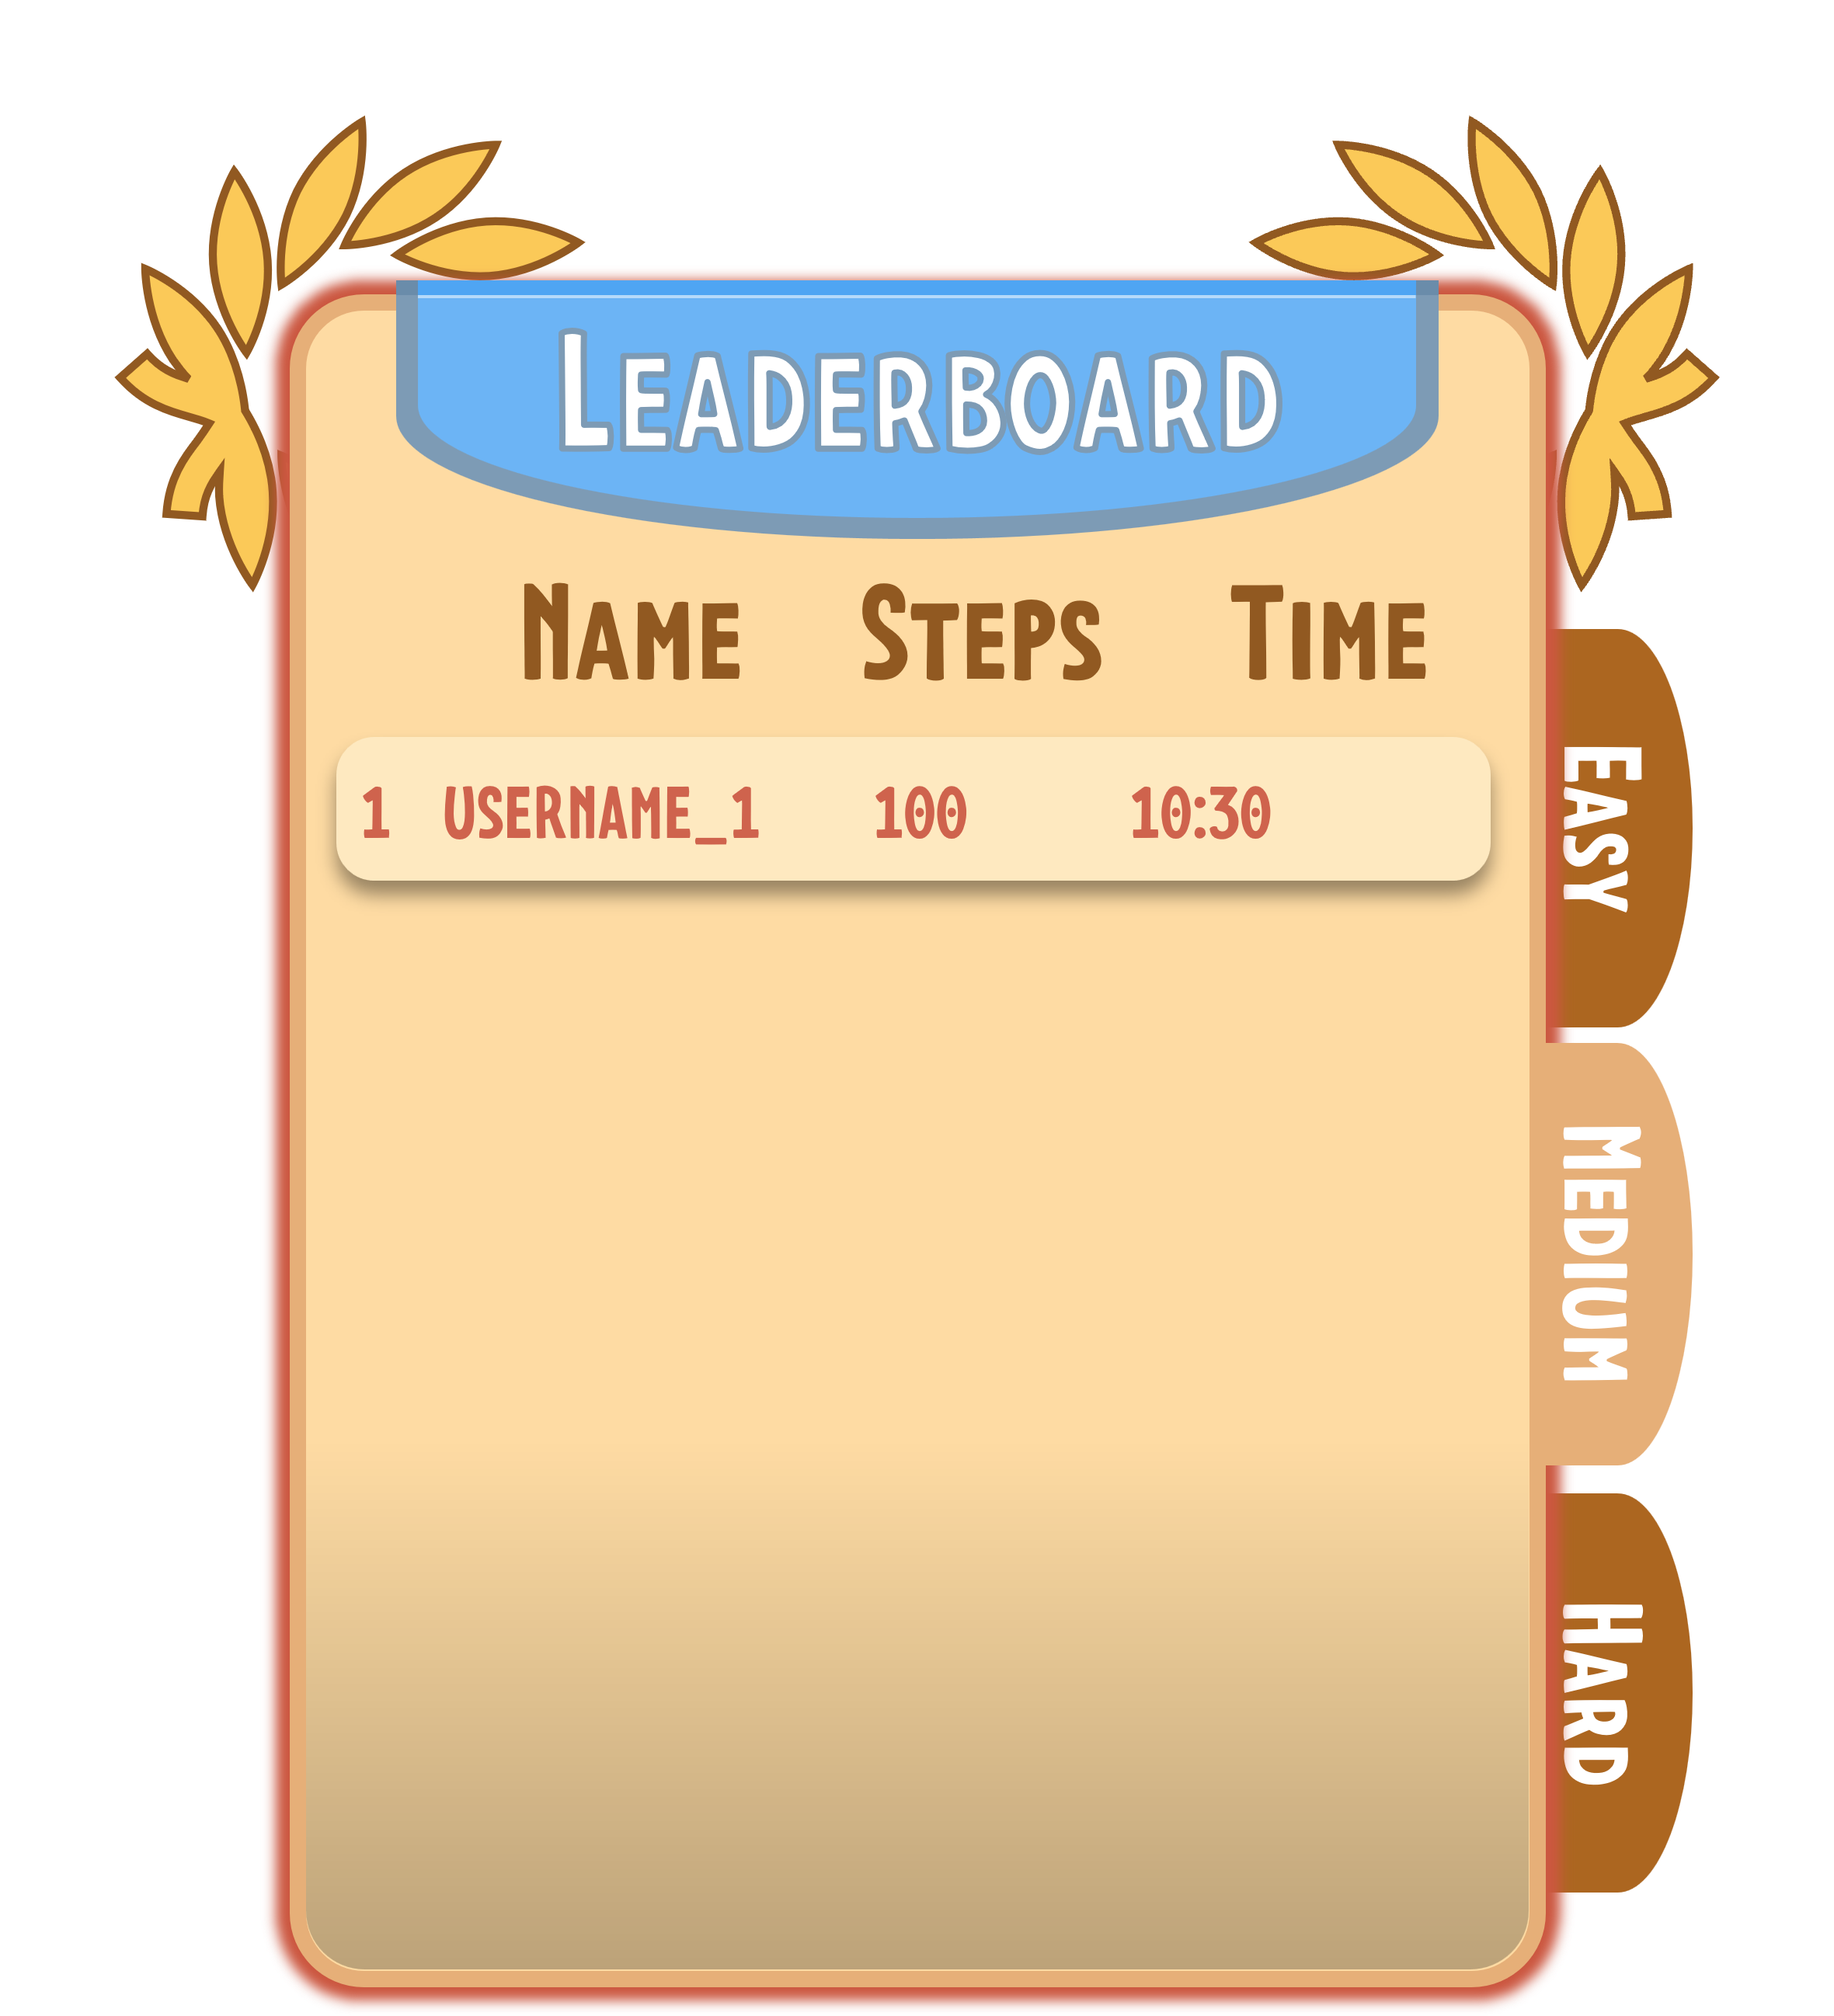 LEADERBOARD
NAME STEPS TIME
1 USERNAME_1 100 10:30
EASY
MEDIUM
HARD